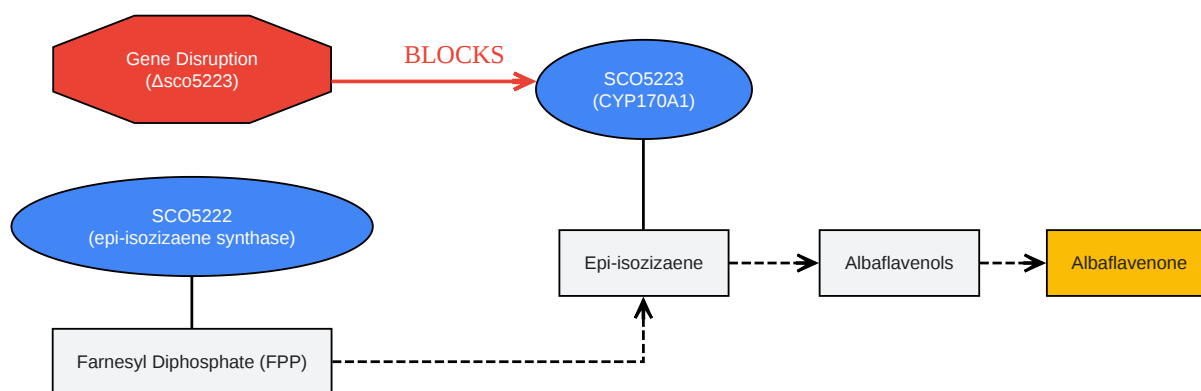 Gene Disruption
(Δsco5223)
BLOCKS
SCO5223
(CYP170A1)
SCO5222
(epi-isozizaene synthase)
Epi-isozizaene
Albaflavenols
Albaflavenone
Farnesyl Diphosphate (FPP)